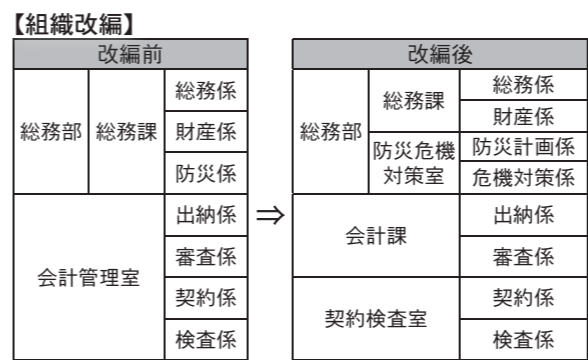 【組織改編】
改編前
総務部
総務課
総務係
財産係
防災係
会計管理室
出納係
審査係
契約係
検査係
⇒
改編後
総務部
総務課
総務係
財産係
防災危機
対策室
防災計画係
危機対策係
会計課
出納係
審査係
契約検査室
契約係
検査係